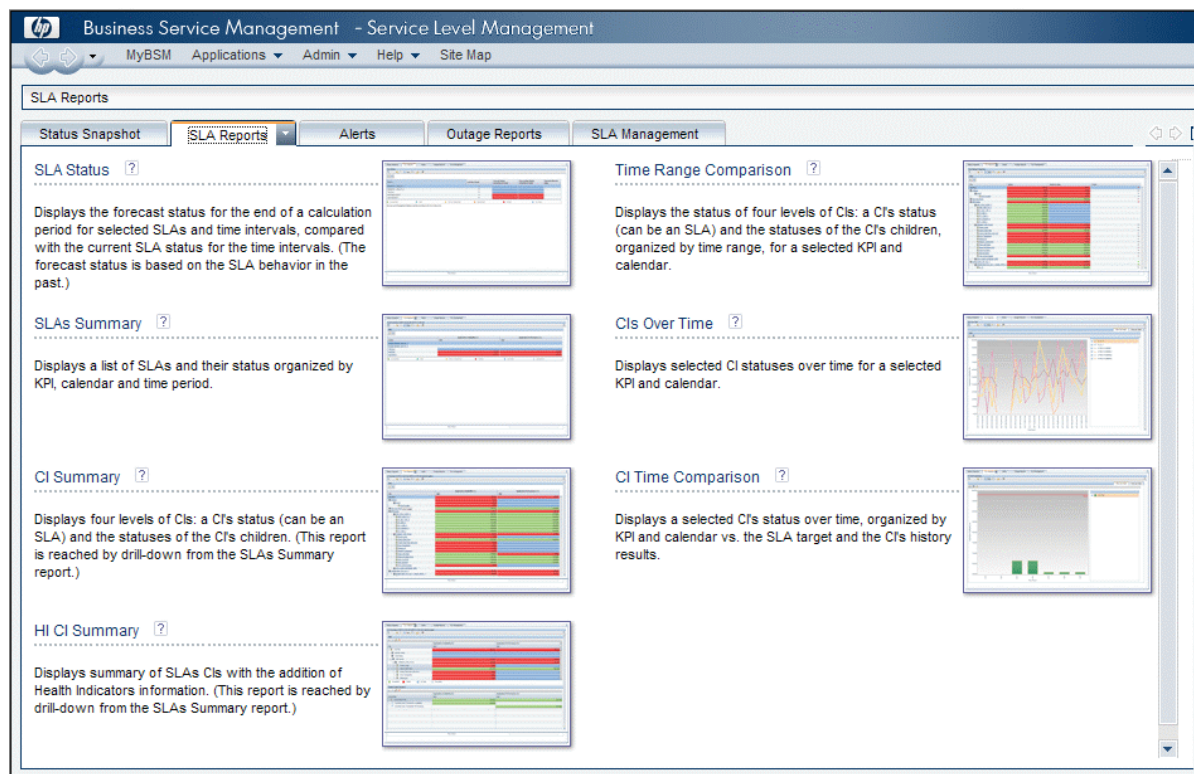 hp Business Service Management - Service Level Management
MyBSM Applications Admin Help Site Map
SLA Reports
Status Snapshot SLA Reports Alerts Outage Reports SLA Management
SLA Status ?
Displays the forecast status for the end of a calculation
period for selected SLAs and time intervals, compared
with the current SLA status for the time intervals. (The
forecast status is based on the SLA behavior in the
past.)
Time Range Comparison ?
Displays the status of four levels of CIs: a CI's status
(can be an SLA) and the statuses of the CI's children,
organized by time range, for a selected KPI and
calendar.
SLAs Summary ?
Displays a list of SLAs and their status organized by
KPI, calendar and time period.
CIs Over Time ?
Displays selected CI statuses over time for a selected
KPI and calendar.
CI Summary ?
Displays four levels of CIs: a CI's status (can be an
SLA) and the statuses of the CI's children. (This report
is reached by drill-down from the SLAs Summary
report.)
CI Time Comparison ?
Displays a selected CI's status over time, organized by
KPI and calendar vs. the SLA target and the CI's history
results.
HI CI Summary ?
Displays summary of SLAs CIs with the addition of
Health Indicators information. (This report is reached by
drill-down from the SLAs Summary report.)